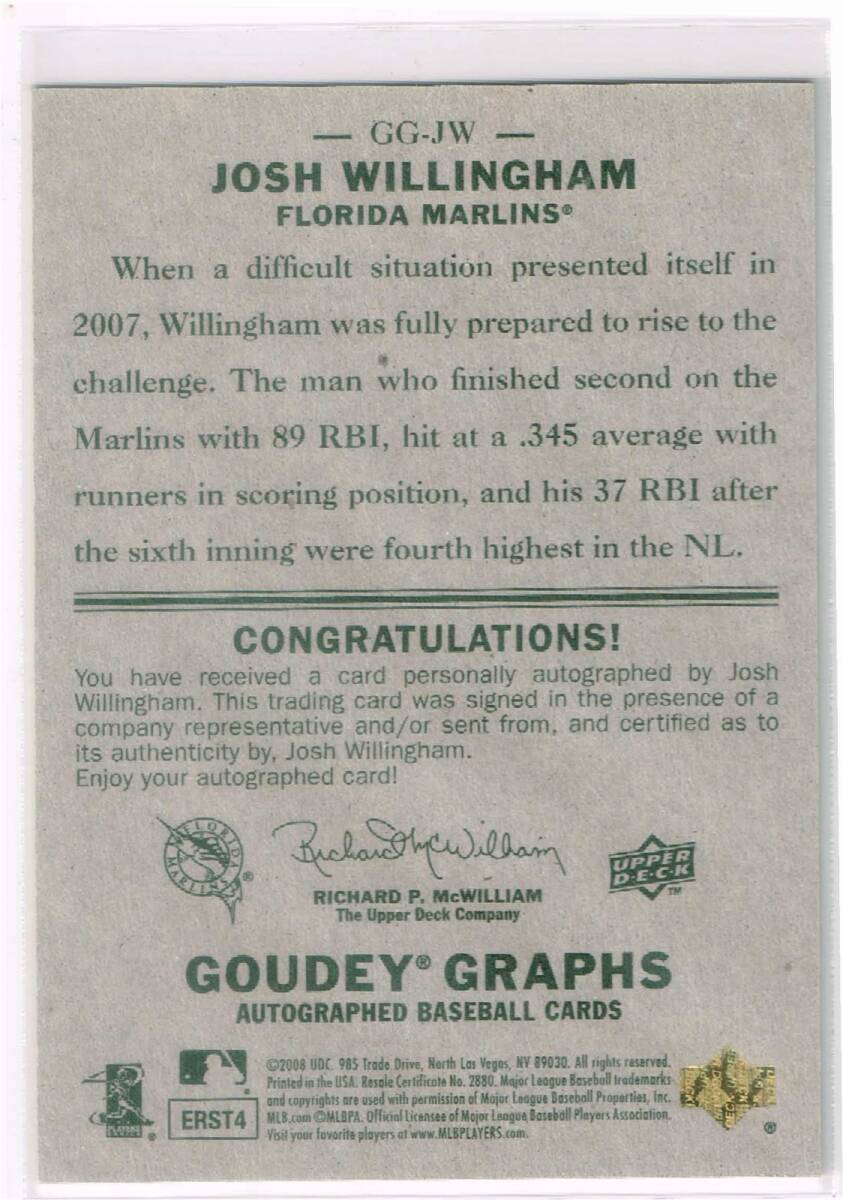 — GG-JW —
JOSH WILLINGHAM
FLORIDA MARLINS®
When a difficult situation presented itself in
2007, Willingham was fully prepared to rise to the
challenge. The man who finished second on the
Marlins with 89 RBI, hit at a .345 average with
runners in scoring position, and his 37 RBI after
the sixth inning were fourth highest in the NL.
CONGRATULATIONS!
You have received a card personally autographed by Josh
Willingham. This trading card was signed in the presence of a
company representative and/or sent from, and certified as to
its authenticity by, Josh Willingham.
Enjoy your autographed card!
FLORIDA
MARLINS
®
Richard McWilliam
RICHARD P. McWILLIAM
The Upper Deck Company
UPPER
D·E·C·K
TM
GOUDEY® GRAPHS
AUTOGRAPHED BASEBALL CARDS
ERST4
©2008 UDC. 985 Trade Drive, North Las Vegas, NV 89030. All rights reserved.
Printed in the USA. Resale Certificate No. 2880. Major League Baseball trademarks
and copyrights are used with permission of Major League Baseball Properties, Inc.
MLB.com ©MLBPA. Official Licensee of Major League Baseball Players Association.
Visit your favorite players at www.MLBPLAYERS.com.
®